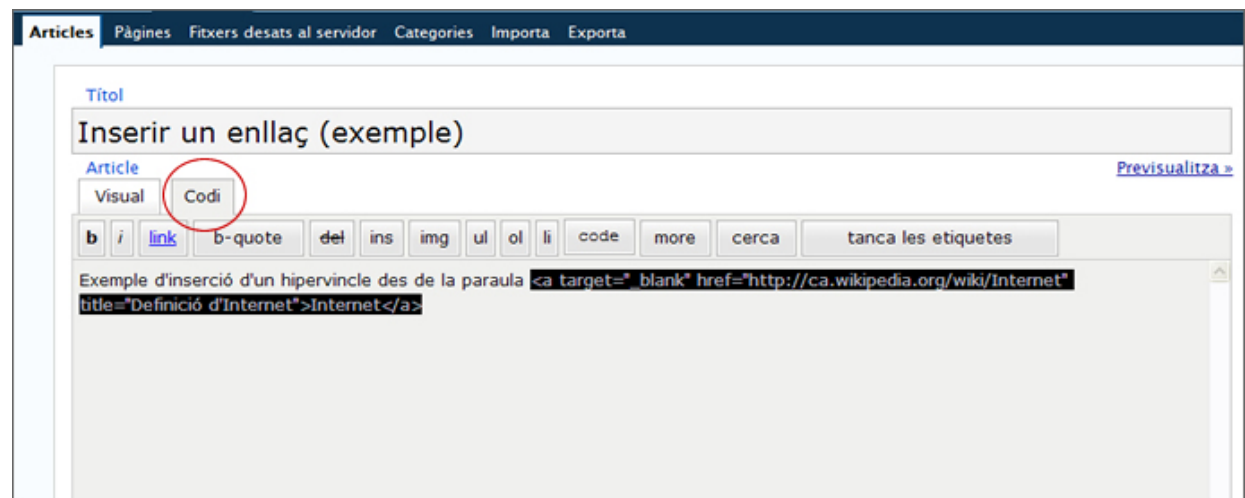 Articles Pàgines Fitxers desats al servidor Categories Importa Exporta
Títol
Inserir un enllaç (exemple)
Article Previsualitza »
Visual Codi
b i link b-quote del ins img ul ol li code more cerca tanca les etiquetes
Exemple d'inserció d'un hipervincle des de la paraula <a target="_blank" href="http://ca.wikipedia.org/wiki/Internet"
title="Definició d'Internet">Internet</a>